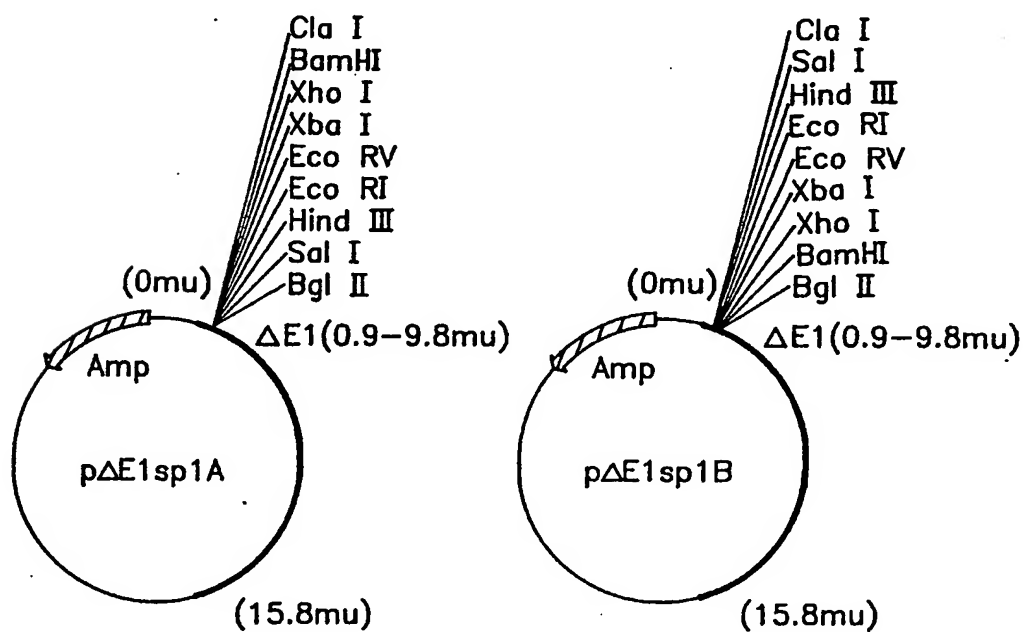 Cla I
BamHI
Xho I
Xba I
Eco RV
Eco RI
Hind III
Sal I
Bgl II
(0mu)
ΔE1(0.9-9.8mu)
Amp
pΔE1sp1A
(15.8mu)
Cla I
Sal I
Hind III
Eco RI
Eco RV
Xba I
Xho I
BamHI
Bgl II
(0mu)
ΔE1(0.9-9.8mu)
Amp
pΔE1sp1B
(15.8mu)